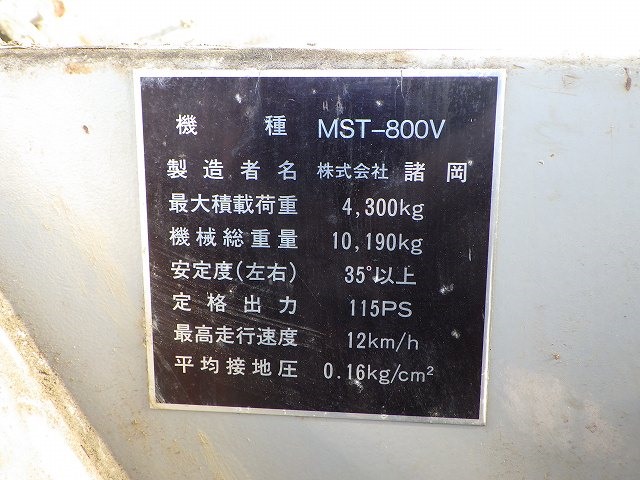 機種 MST-800V
製造者名 株式会社 諸岡
最大積載荷重 4,300kg
機械総重量 10,190kg
安定度(左右) 35°以上
定格出力 115PS
最高走行速度 12km/h
平均接地圧 0.16kg/cm²